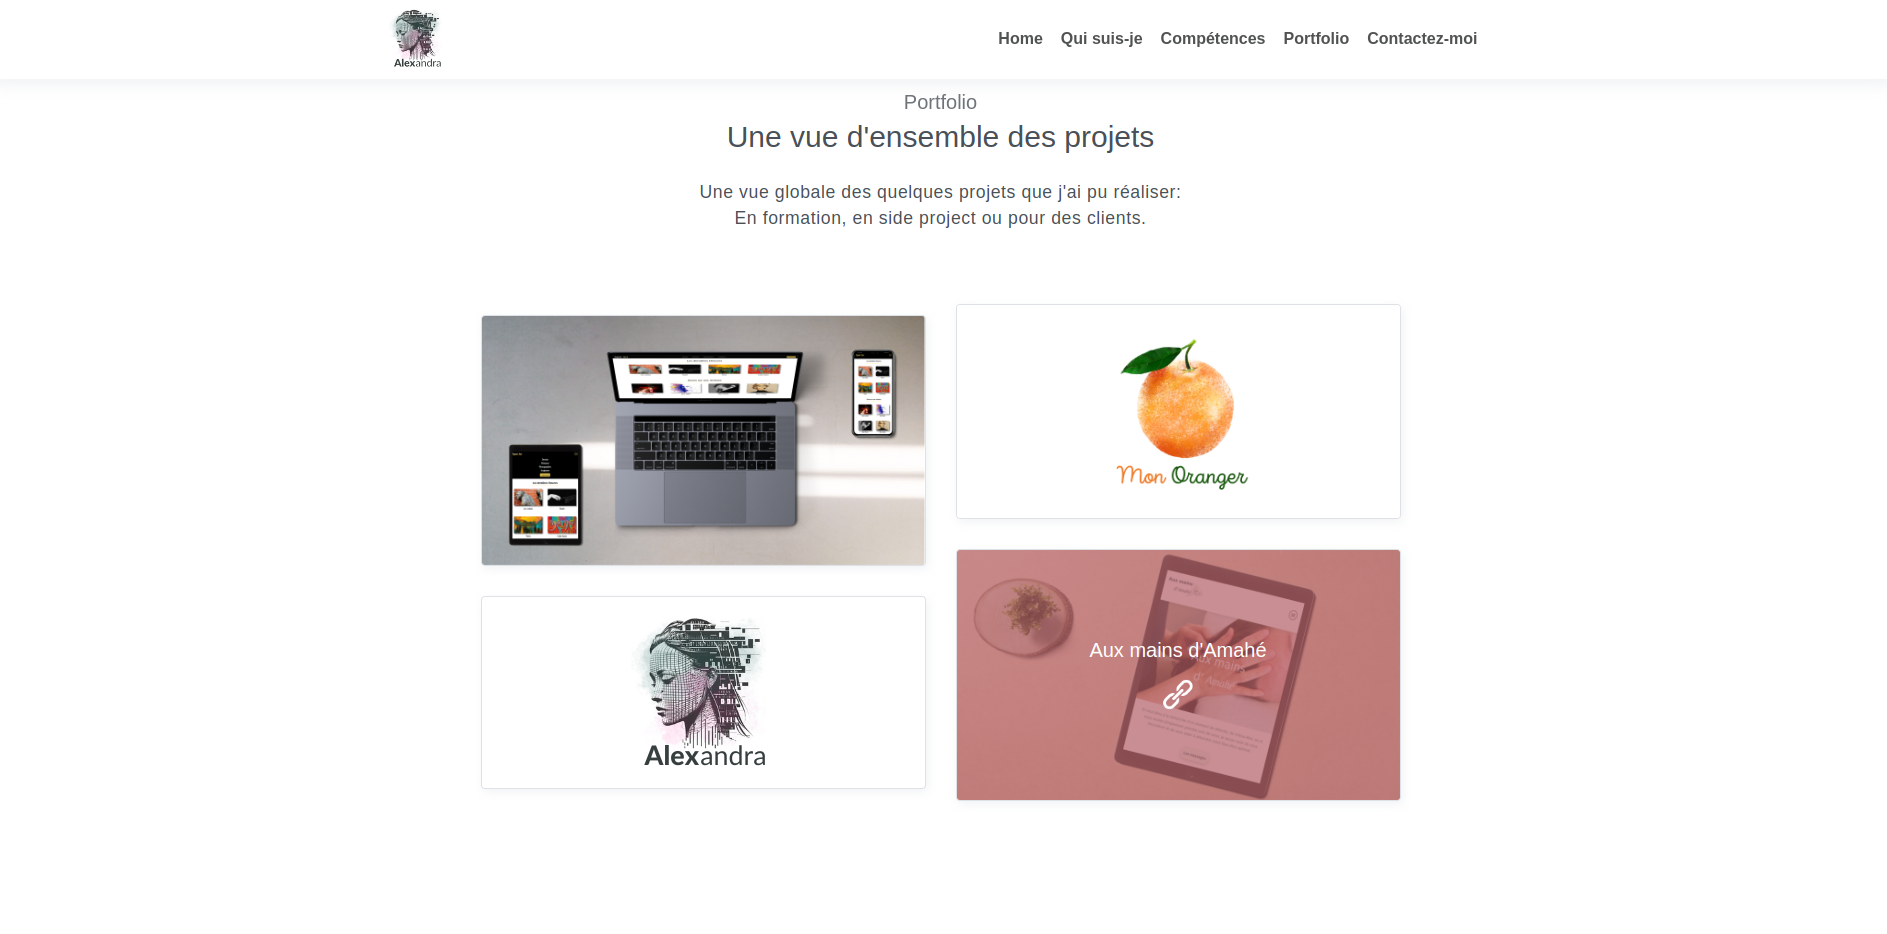 Alexandra
Home Qui suis-je Compétences Portfolio Contactez-moi
Portfolio
Une vue d'ensemble des projets
Une vue globale des quelques projets que j'ai pu réaliser:
En formation, en side project ou pour des clients.
Mon Oranger
Alexandra
Aux mains d'Amahé